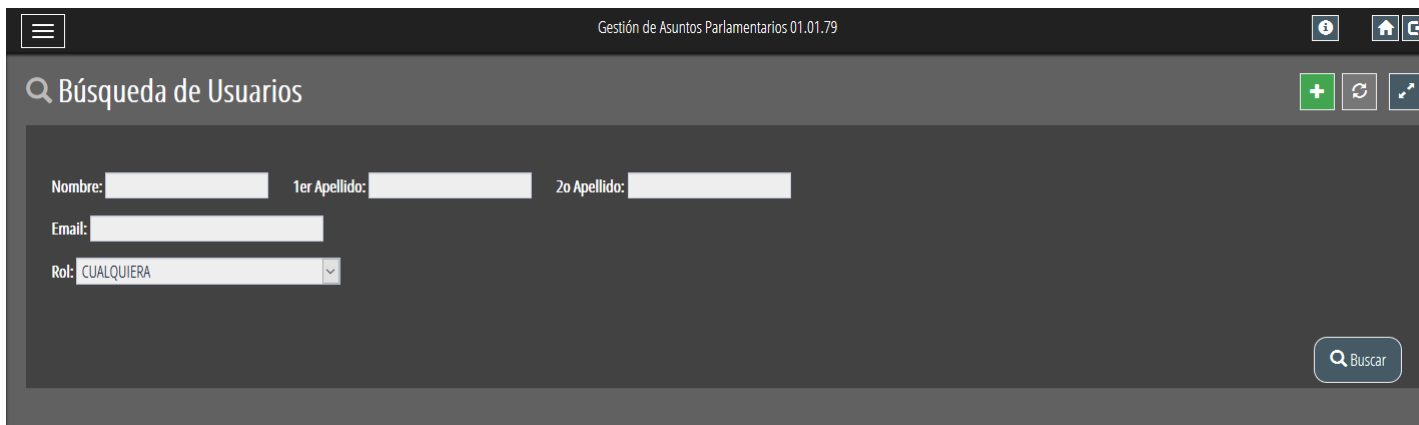 Gestión de Asuntos Parlamentarios 01.01.79
Búsqueda de Usuarios
Nombre: 1er Apellido: 2o Apellido:
Email:
Rol: CUALQUIERA
Buscar